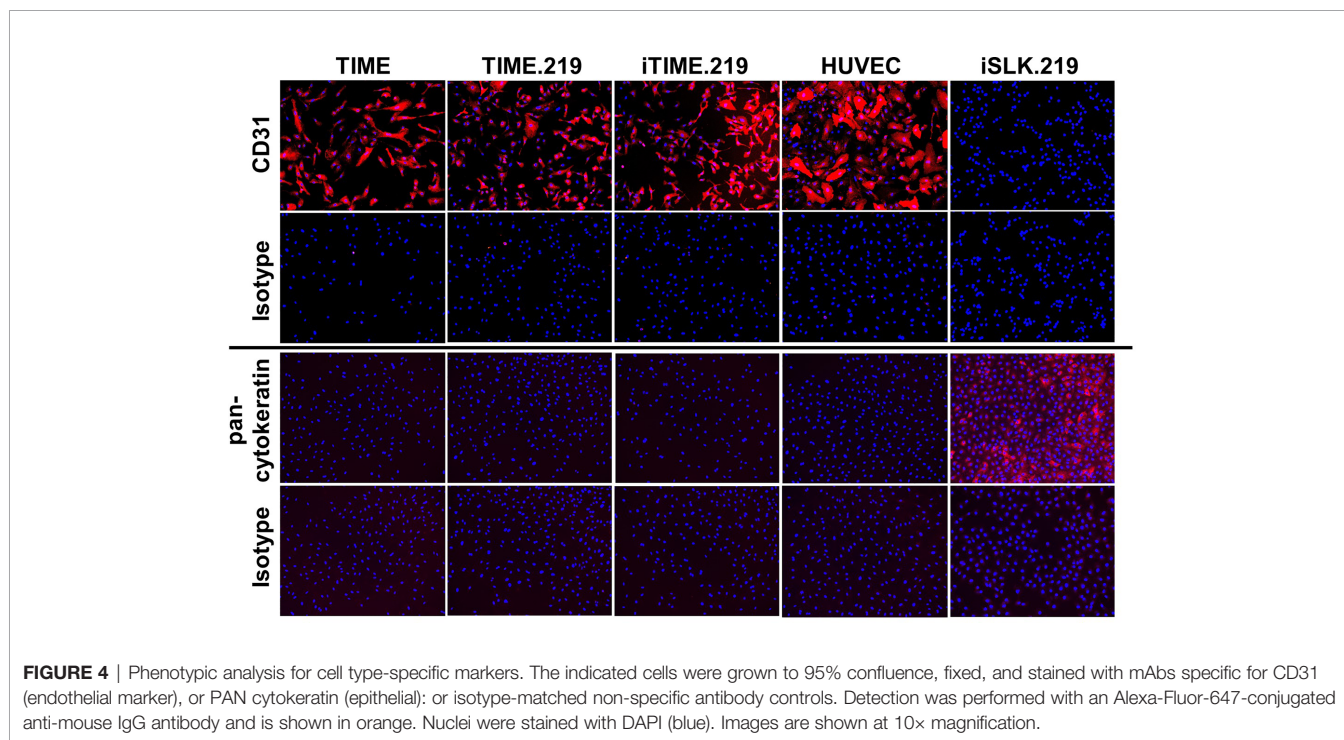 TIME TIME.219 iTIME.219 HUVEC iSLK.219
CD31
Isotype
pan-
cytokeratin
Isotype
FIGURE 4 | Phenotypic analysis for cell type-specific markers. The indicated cells were grown to 95% confluence, fixed, and stained with mAbs specific for CD31
(endothelial marker), or PAN cytokeratin (epithelial): or isotype-matched non-specific antibody controls. Detection was performed with an Alexa-Fluor-647-conjugated
anti-mouse IgG antibody and is shown in orange. Nuclei were stained with DAPI (blue). Images are shown at 10× magnification.